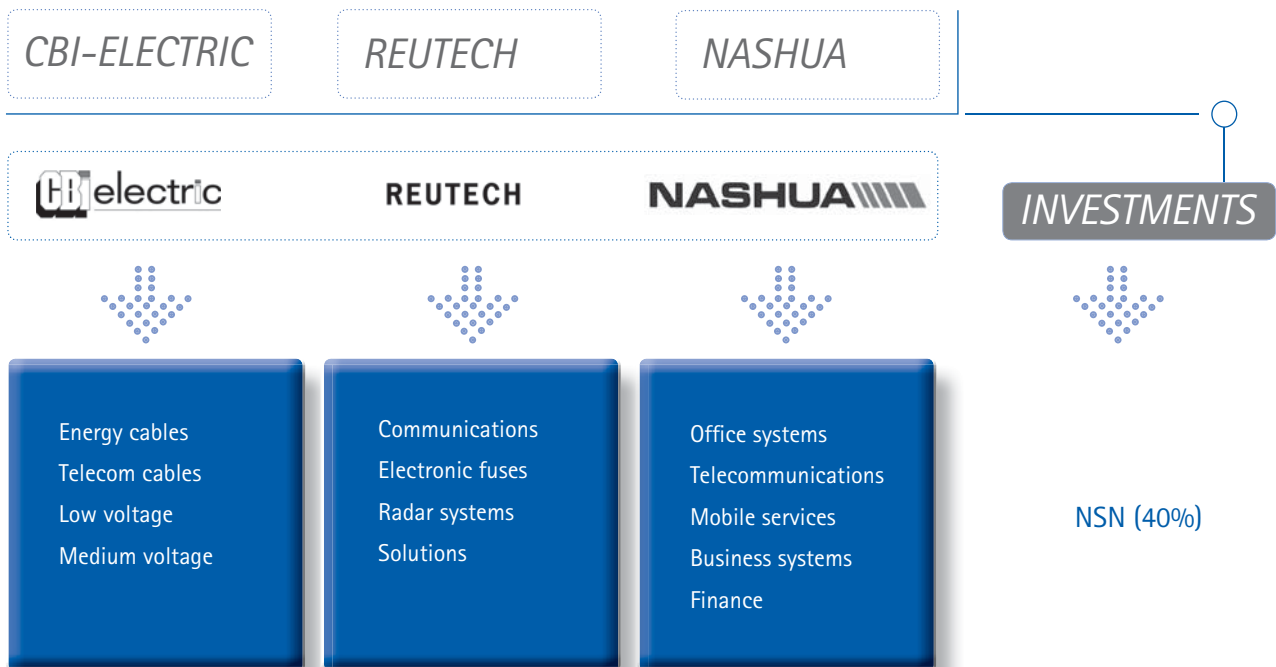 CBI-ELECTRIC
REUTECH
NASHUA
CBi electric
REUTECH
NASHUA
INVESTMENTS
Energy cables
Telecom cables
Low voltage
Medium voltage
Communications
Electronic fuses
Radar systems
Solutions
Office systems
Telecommunications
Mobile services
Business systems
Finance
NSN (40%)